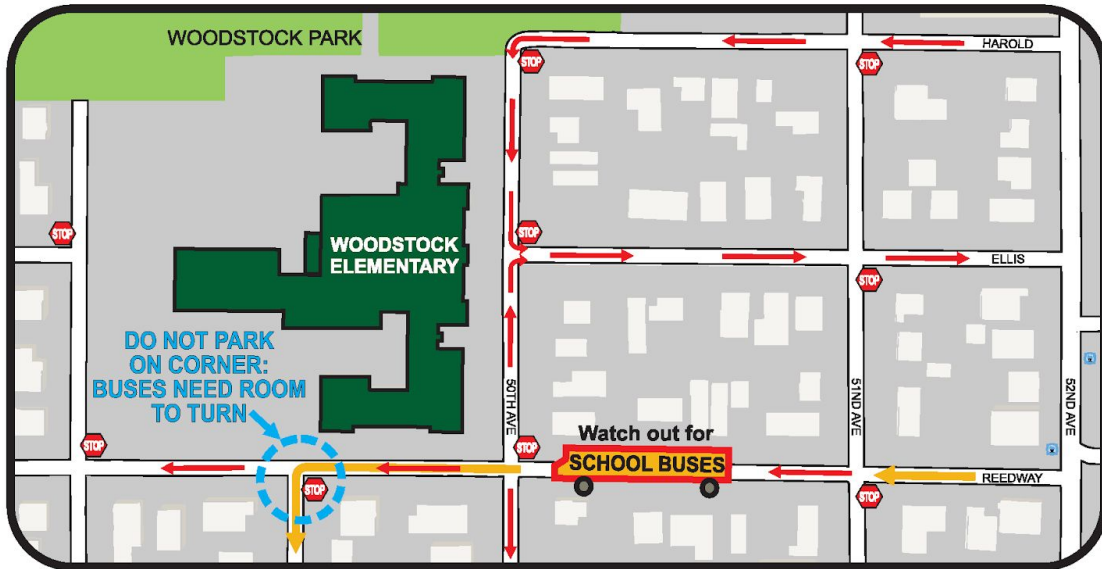 WOODSTOCK PARK
HAROLD
STOP
STOP
STOP
STOP
WOODSTOCK
ELEMENTARY
ELLIS
STOP
DO NOT PARK
ON CORNER:
BUSES NEED ROOM
TO TURN
50TH AVE
51ND AVE
52ND AVE
STOP
STOP
Watch out for
SCHOOL BUSES
REEDWAY
STOP
STOP